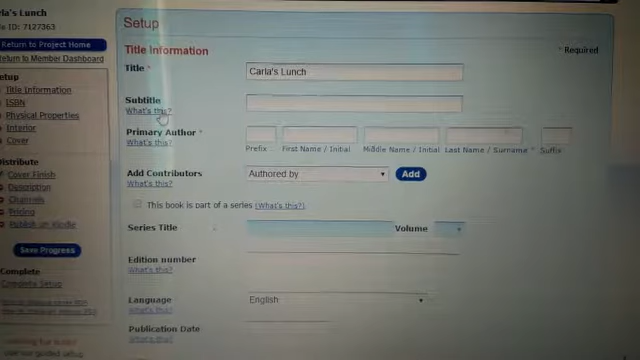 la's Lunch
le ID: 7127363
Return to Project Home
Return to Member Dashboard
etup
Title Information
ISBN
Physical Properties
Interior
Cover
istribute
Cover Finish
Description
Channels
Pricing
Publish on Kindle
Save Progress
Complete
Complete Setup
Setup
Title Information
* Required
Title *
Carla's Lunch
Subtitle
What's this?
Primary Author *
What's this?
Prefix
First Name / Initial
Middle Name / Initial
Last Name / Surname *
Suffix
Add Contributors
What's this?
Authored by
Add
This book is part of a series (What's this?)
Series Title
Volume
Edition number
What's this?
Language
What's this?
English
Publication Date
What's this?